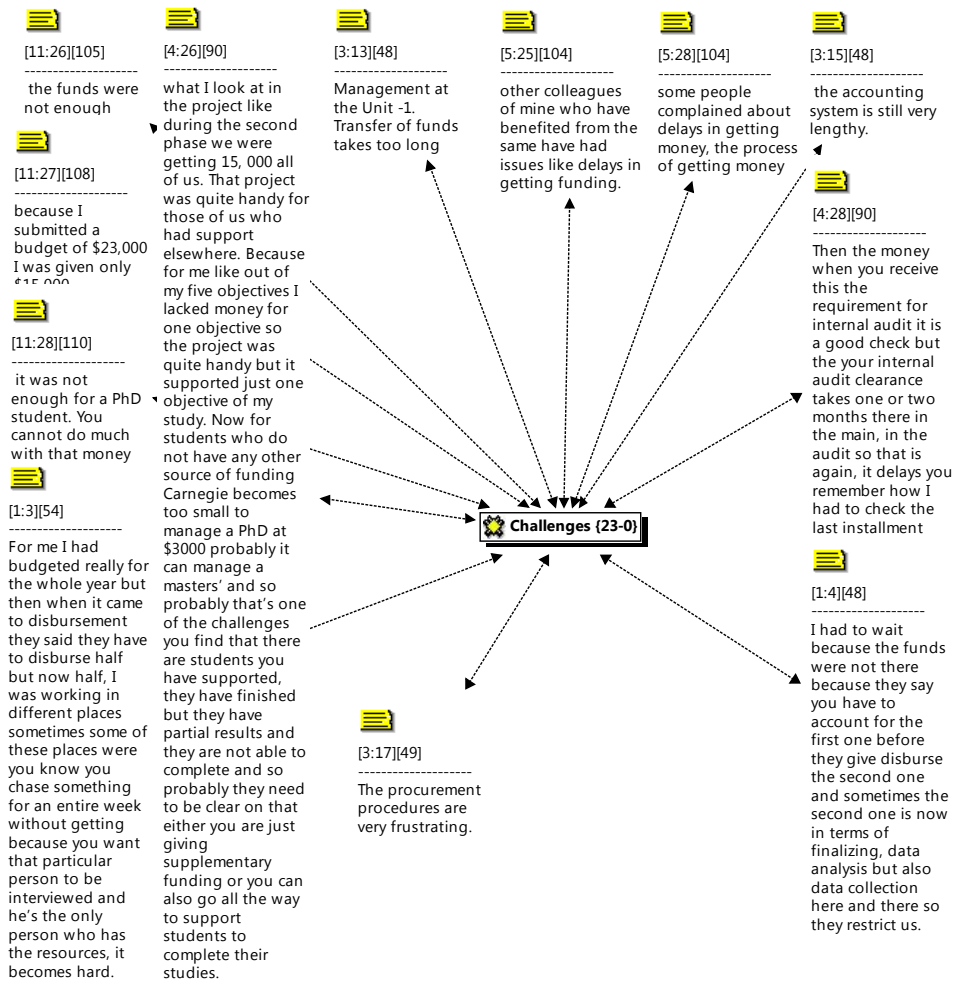 [11:26][105]
--------------------
the funds were
not enough
[11:27][108]
--------------------
because I
submitted a
budget of $23,000
I was given only
$15,000
[11:28][110]
--------------------
it was not
enough for a PhD
student. You
cannot do much
with that money
[1:3][54]
--------------------
For me I had
budgeted really for
the whole year but
then when it came
to disbursement
they said they have
to disburse half
but now half, I
was working in
different places
sometimes some of
these places were
you know you
chase something
for an entire week
without getting
because you want
that particular
person to be
interviewed and
he's the only
person who has
the resources, it
becomes hard.
[4:26][90]
--------------------
what I look at in
the project like
during the second
phase we were
getting 15, 000 all
of us. That project
was quite handy for
those of us who
had support
elsewhere. Because
for me like out of
my five objectives I
lacked money for
one objective so
the project was
quite handy but it
supported just one
objective of my
study. Now for
students who do
not have any other
source of funding
Carnegie becomes
too small to
manage a PhD at
$3000 probably it
can manage a
masters' and so
probably that's one
of the challenges
you find that there
are students you
have supported,
they have finished
but they have
partial results and
they are not able to
complete and so
probably they need
to be clear on that
either you are just
giving
supplementary
funding or you can
also go all the way
to support
students to
complete their
studies.
[3:13][48]
--------------------
Management at
the Unit -1.
Transfer of funds
takes too long
[5:25][104]
--------------------
other colleagues
of mine who have
benefited from the
same have had
issues like delays in
getting funding.
[5:28][104]
--------------------
some people
complained about
delays in getting
money, the process
of getting money
[3:15][48]
--------------------
the accounting
system is still very
lengthy.
[4:28][90]
--------------------
Then the money
when you receive
this the
requirement for
internal audit it is
a good check but
the your internal
audit clearance
takes one or two
months there in
the main, in the
audit so that is
again, it delays you
remember how I
had to check the
last installment
Challenges {23-0}
[3:17][49]
--------------------
The procurement
procedures are
very frustrating.
[1:4][48]
--------------------
I had to wait
because the funds
were not there
because they say
you have to
account for the
first one before
they give disburse
the second one
and sometimes the
second one is now
in terms of
finalizing, data
analysis but also
data collection
here and there so
they restrict us.